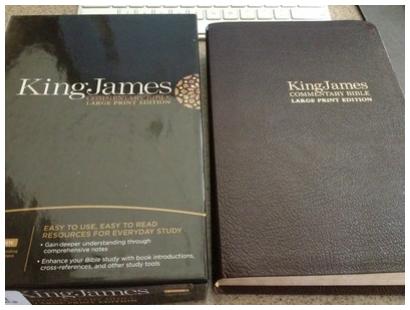 King James
COMMENTARY BIBLE
LARGE PRINT EDITION
EASY TO USE, EASY TO READ
RESOURCES FOR EVERYDAY STUDY
• Gain deeper understanding through
comprehensive notes
• Enhance your Bible study with book introductions,
cross-references, and other study tools
King James
King James
COMMENTARY BIBLE
LARGE PRINT EDITION